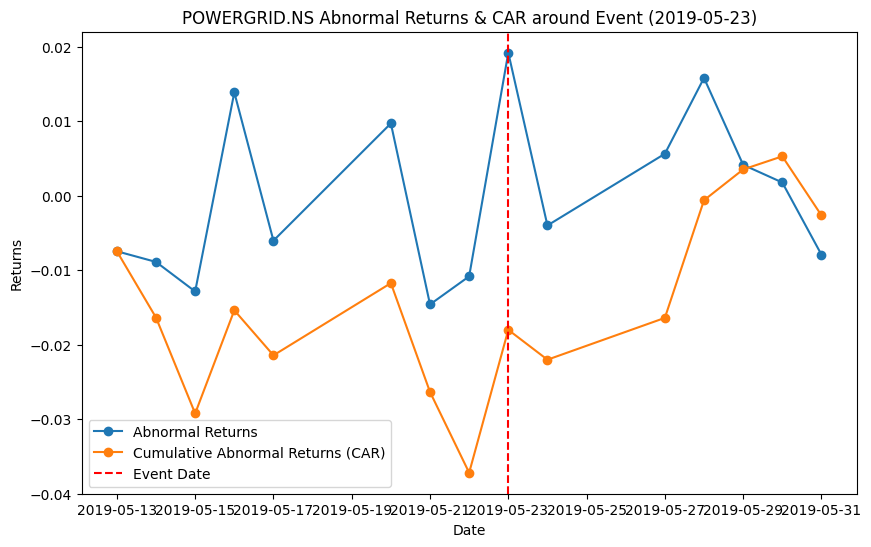 POWERGRID.NS Abnormal Returns & CAR around Event (2019-05-23)
Returns
0.02
0.01
0.00
−0.01
−0.02
−0.03
−0.04
Abnormal Returns
Cumulative Abnormal Returns (CAR)
Event Date
2019-05-13 2019-05-15 2019-05-17 2019-05-19 2019-05-21 2019-05-23 2019-05-25 2019-05-27 2019-05-29 2019-05-31
Date